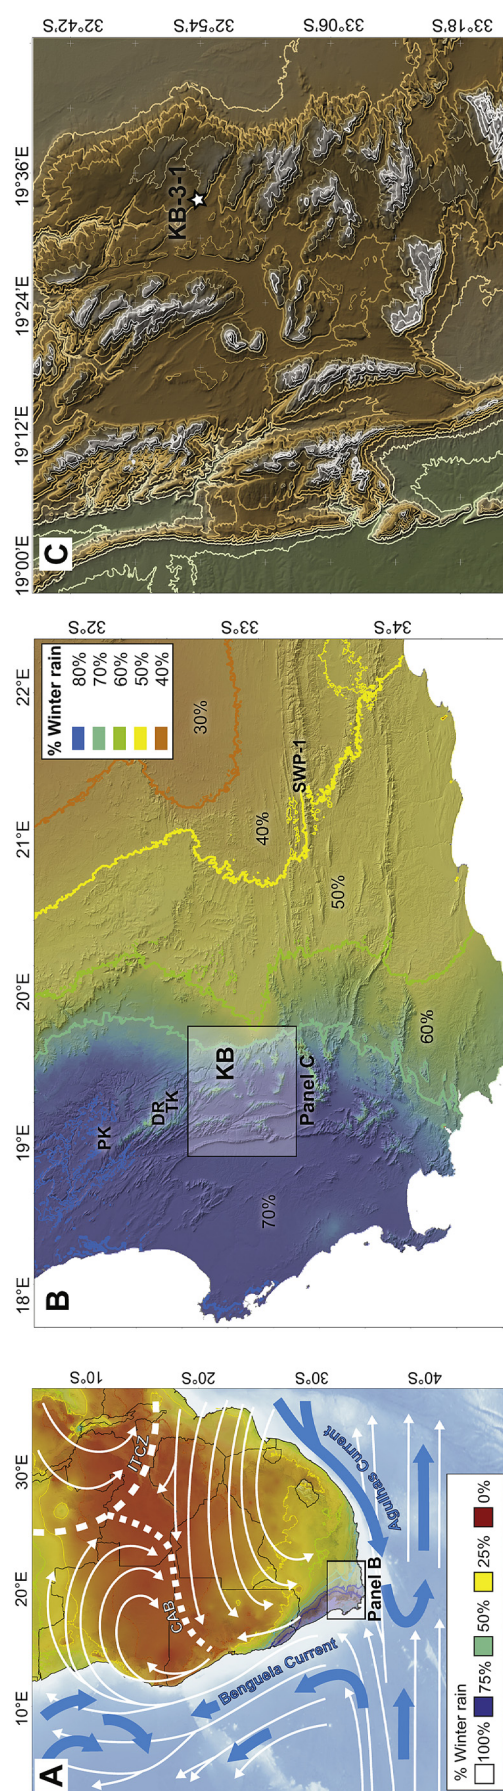 A
10°E
20°E
30°E
10°S
20°S
30°S
40°S
ITCZ
CAB
Benguela Current
Agulhas Current
Panel B
% Winter rain
100%
75%
50%
25%
0%
B
18°E
19°E
20°E
21°E
22°E
32°S
33°S
34°S
% Winter rain
80%
70%
60%
50%
40%
PK
DR
TK
KB
Panel C
SWP-1
70%
60%
50%
40%
30%
C
19°00'E
19°12'E
19°24'E
19°36'E
32°42'S
32°54'S
33°06'S
33°18'S
KB-3-1